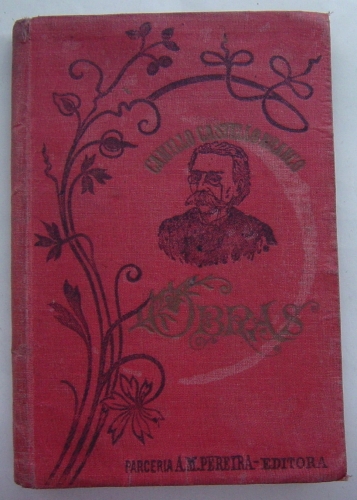 CAMILLO CASTELLO BRANCO
OBRAS
PARCERIA A.M. PEREIRA-EDITORA